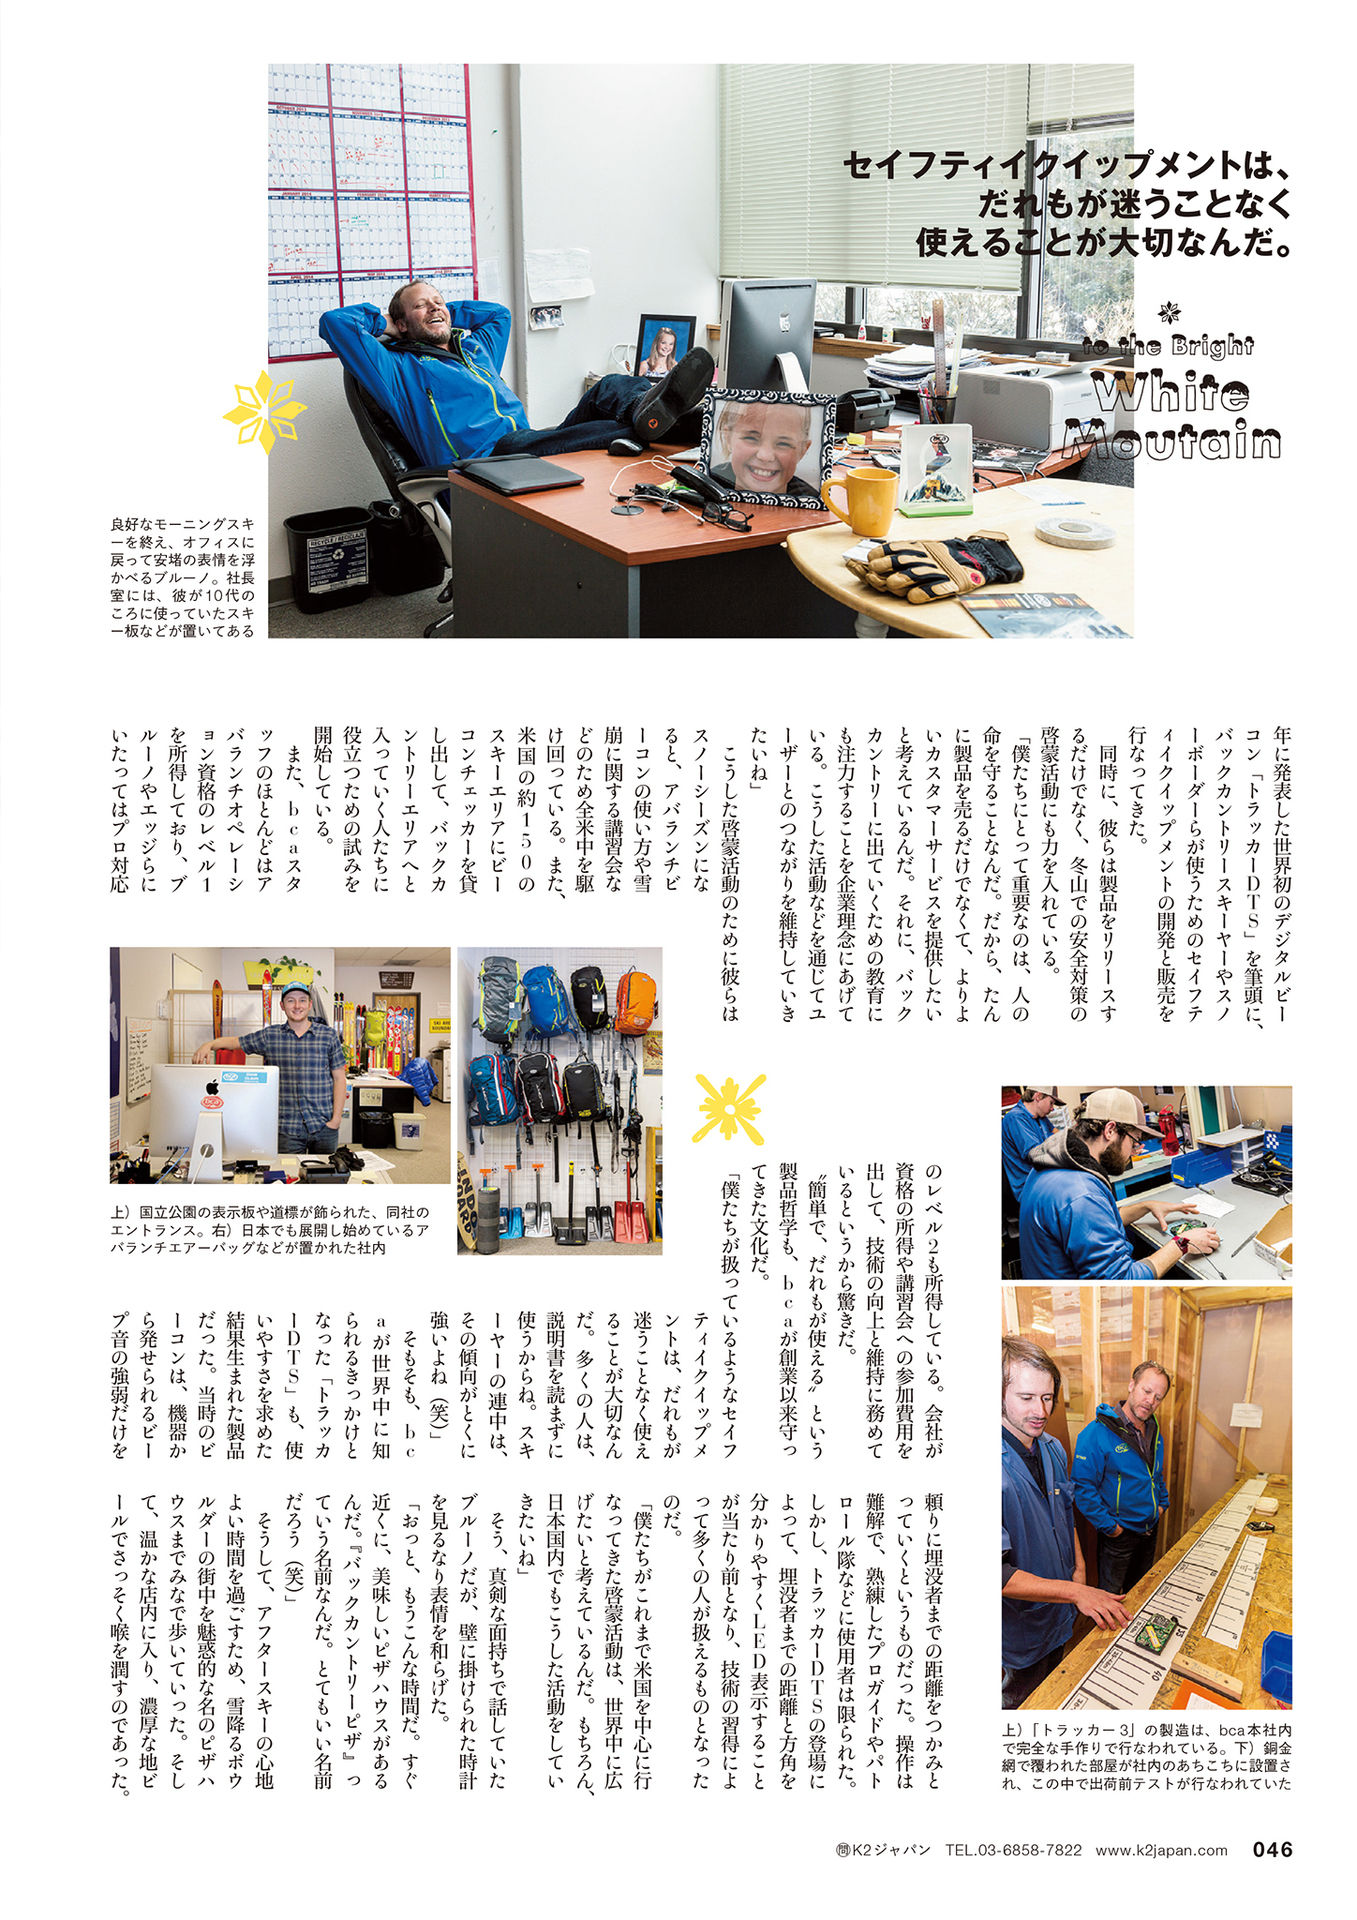 セイフティイクイップメントは、
だれもが迷うことなく
使えることが大切なんだ。
to the Bright
White
Moutain
良好なモーニングスキ
ーを終え、オフィスに
戻って安堵の表情を浮
かべるブルーノ。社長
室には、彼が10代の
ころに使っていたスキ
ー板などが置いてある
年に発表した世界初のデジタルビー
コン「トラッカーDTS」を筆頭に、
バックカントリースキーヤーやスノ
ーボーダーらが使うためのセイフテ
ィイクイップメントの開発と販売を
行なってきた。
同時に、彼らは製品をリリースす
るだけでなく、冬山での安全対策の
啓蒙活動にも力を入れている。
「僕たちにとって重要なのは、人の
命を守ることなんだ。だから、たん
に製品を売るだけでなくて、よりよ
いカスタマーサービスを提供したい
と考えているんだ。それに、バック
カントリーに出ていくための教育に
も注力することを企業理念にあげて
いる。こうした活動などを通じてユ
ーザーとのつながりを維持していき
たいね」
こうした啓蒙活動のために彼らは
スノーシーズンにな
ると、アバランチビ
ーコンの使い方や雪
崩に関する講習会な
どのため全米中を駆
け回っている。また、
米国の約150の
スキーエリアにビー
コンチェッカーを貸
し出して、バックカ
ントリーエリアへと
入っていく人たちに
役立つための試みを
開始している。
また、bcaスタ
ッフのほとんどはア
バランチオペレーシ
ョン資格のレベル1
を所得しており、ブ
ルーノやエッジらに
いたってはプロ対応
のレベル2も所得している。会社が
資格の所得や講習会への参加費用を
出して、技術の向上と維持に務めて
いるというから驚きだ。
〝簡単で、だれもが使える〟という
製品哲学も、bcaが創業以来守っ
てきた文化だ。
「僕たちが扱っているようなセイフ
ティイクイップメ
ントは、だれもが
迷うことなく使え
ることが大切なん
だ。多くの人は、
説明書を読まずに
使うからね。スキ
ーヤーの連中は、
その傾向がとくに
強いよね（笑）」
そもそも、bc
aが世界中に知
られるきっかけと
なった「トラッカ
ーDTS」も、使
いやすさを求めた
結果生まれた製品
だった。当時のビ
ーコンは、機器か
ら発せられるビー
プ音の強弱だけを
頼りに埋没者までの距離をつかみと
っていくというものだった。操作は
難解で、熟練したプロガイドやパト
ロール隊などに使用者は限られた。
しかし、トラッカーDTSの登場に
よって、埋没者までの距離と方角を
分かりやすくLED表示すること
が当たり前となり、技術の習得によ
って多くの人が扱えるものとなった
のだ。
「僕たちがこれまで米国を中心に行
なってきた啓蒙活動は、世界中に広
げたいと考えているんだ。もちろん、
日本国内でもこうした活動をしてい
きたいね」
そう、真剣な面持ちで話していた
ブルーノだが、壁に掛けられた時計
を見るなり表情を和らげた。
「おっと、もうこんな時間だ。すぐ
近くに、美味しいピザハウスがある
んだ。『バックカントリーピザ』っ
ていう名前なんだ。とてもいい名前
だろう（笑）」
そうして、アフタースキーの心地
よい時間を過ごすため、雪降るボウ
ルダーの街中を魅惑的な名のピザハ
ウスまでみなで歩いていった。そし
て、温かな店内に入り、濃厚な地ビ
ールでさっそく喉を潤すのであった。
上）国立公園の表示板や道標が飾られた、同社の
エントランス。右）日本でも展開し始めているア
バランチエアーバッグなどが置かれた社内
上）「トラッカー3」の製造は、bca本社内
で完全な手作りで行なわれている。下）銅金
網で覆われた部屋が社内のあちこちに設置さ
れ、この中で出荷前テストが行なわれていた
㉄K2ジャパン　TEL.03-6858-7822　www.k2japan.com　046